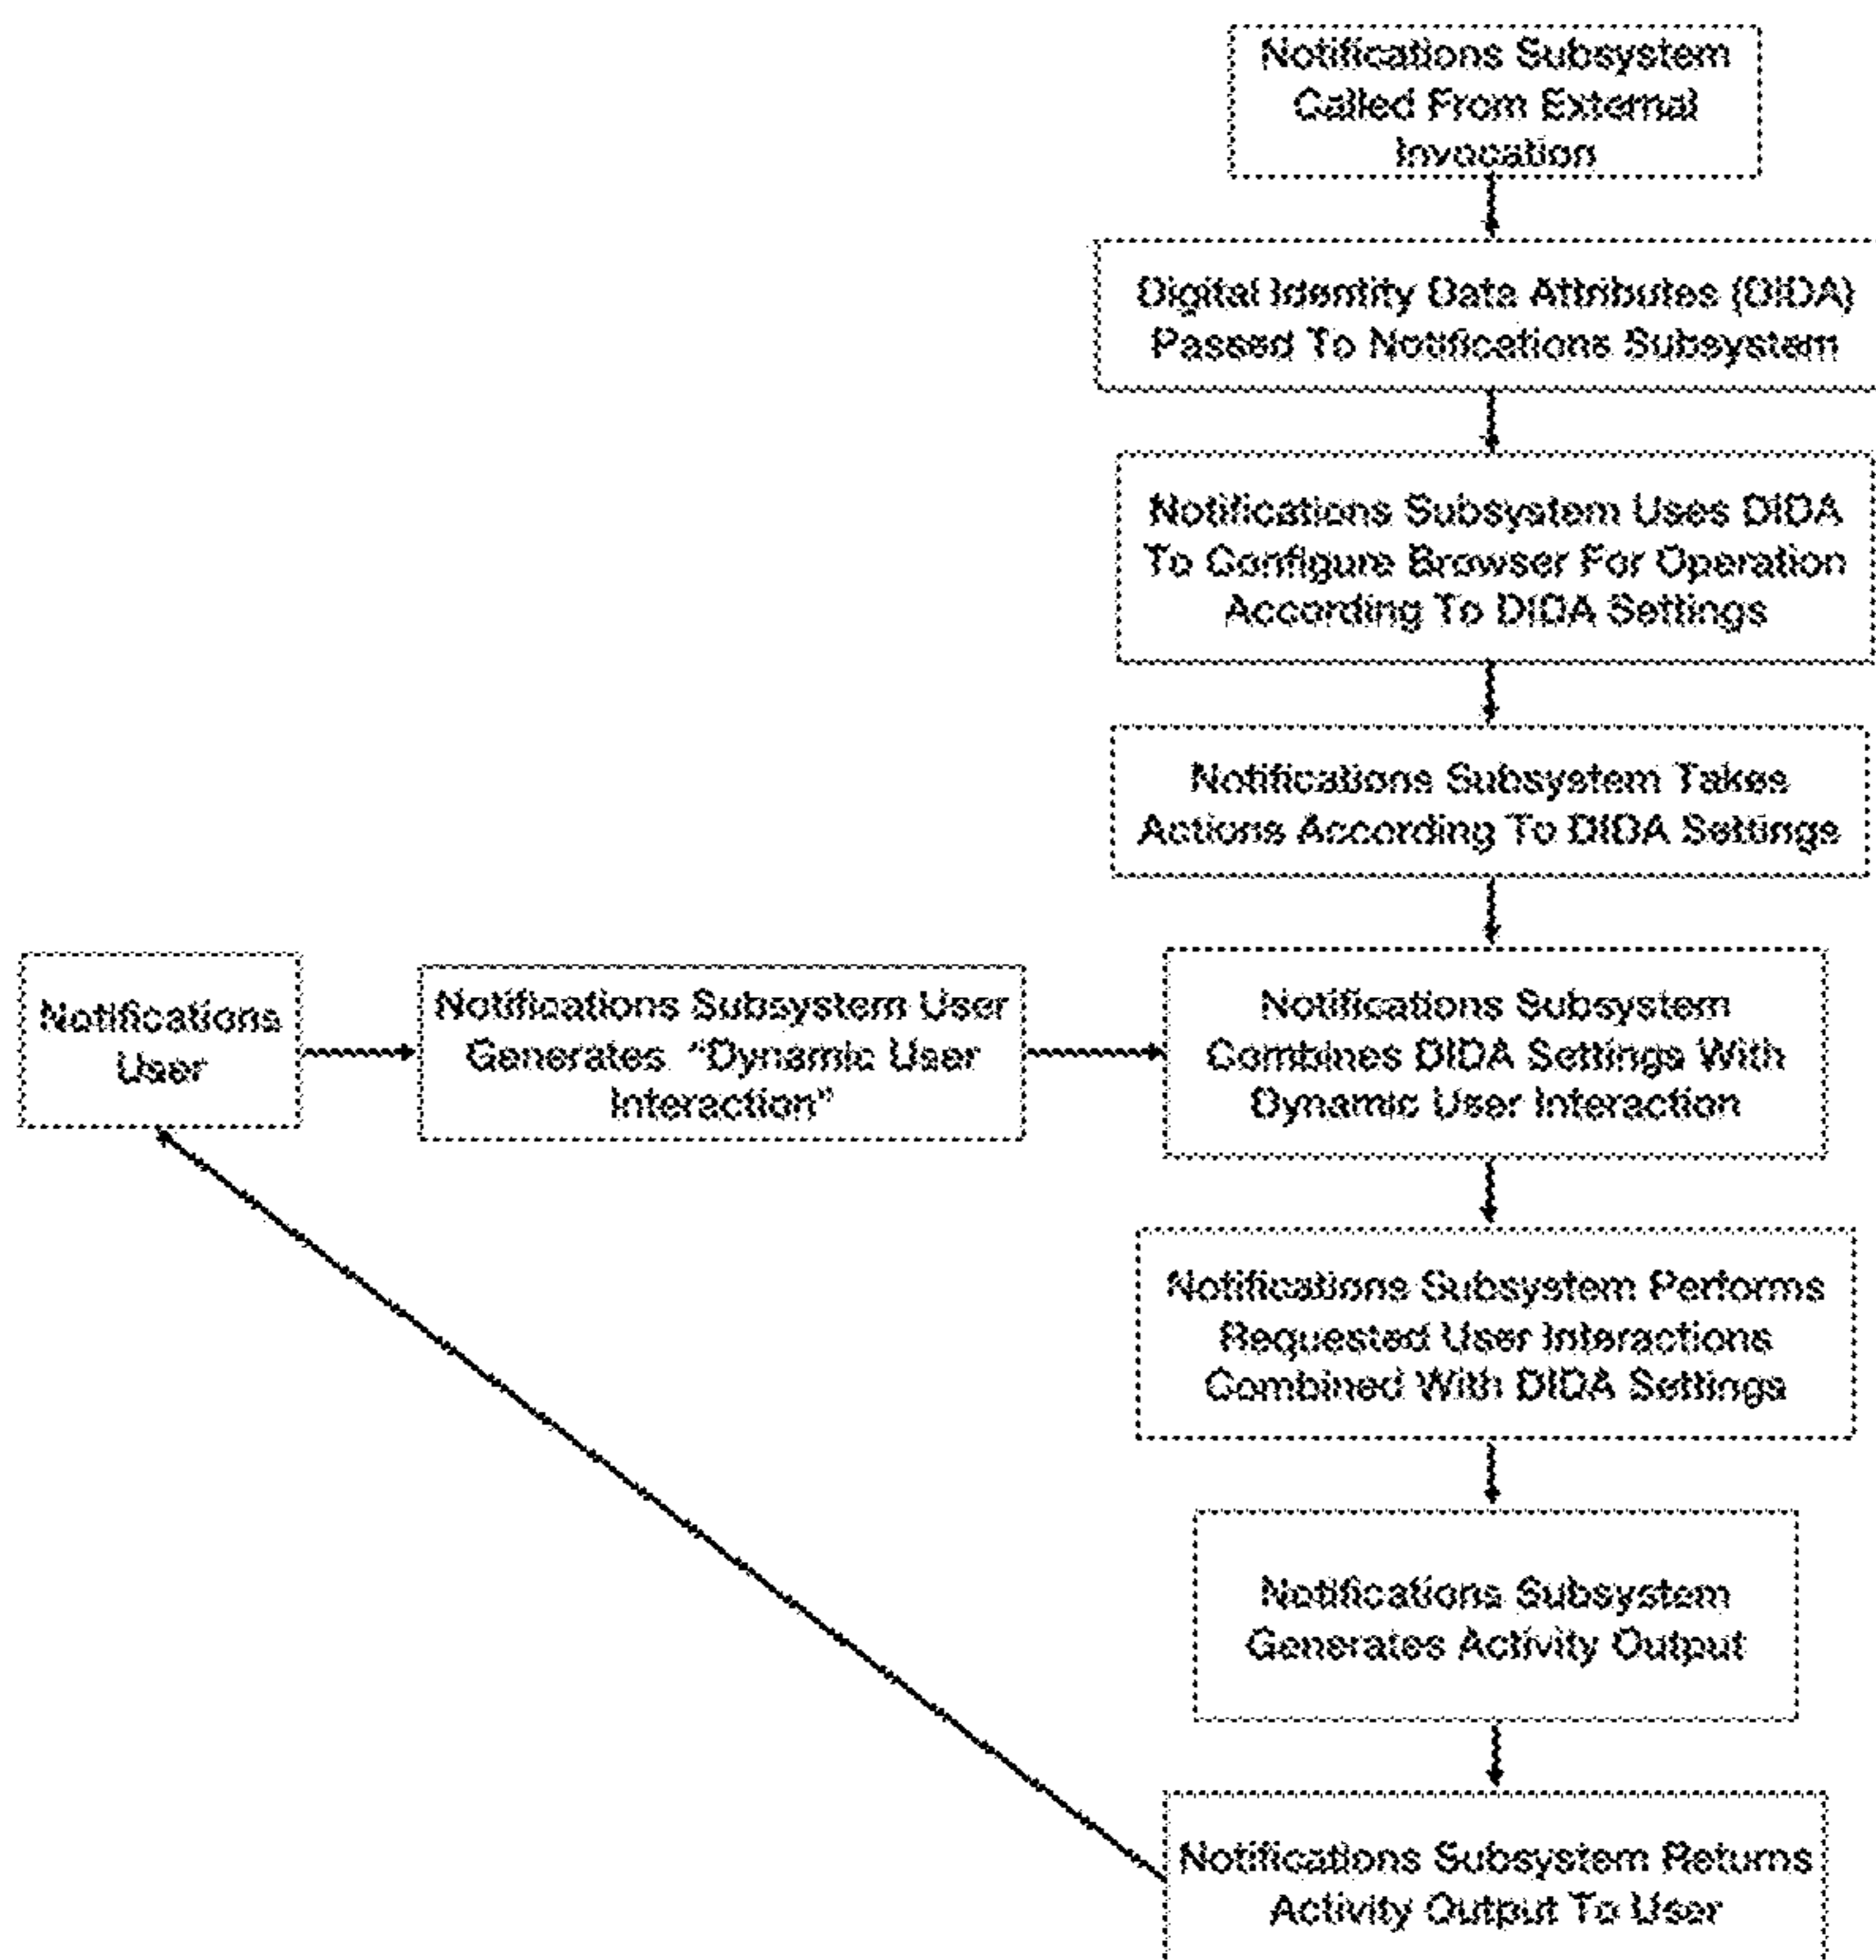 Notifications Subsystem
Called From External
Invocation
Digital Identity Data Attributes (DIDA)
Passed To Notifications Subsystem
Notifications Subsystem Uses DIDA
To Configure Browser For Operation
According To DIDA Settings
Notifications Subsystem Takes
Actions According To DIDA Settings
Notifications
User
Notifications Subsystem User
Generates "Dynamic User
Interaction"
Notifications Subsystem
Combines DIDA Settings With
Dynamic User Interaction
Notifications Subsystem Performs
Requested User Interactions
Combined With DIDA Settings
Notifications Subsystem
Generates Activity Output
Notifications Subsystem Returns
Activity Output To User